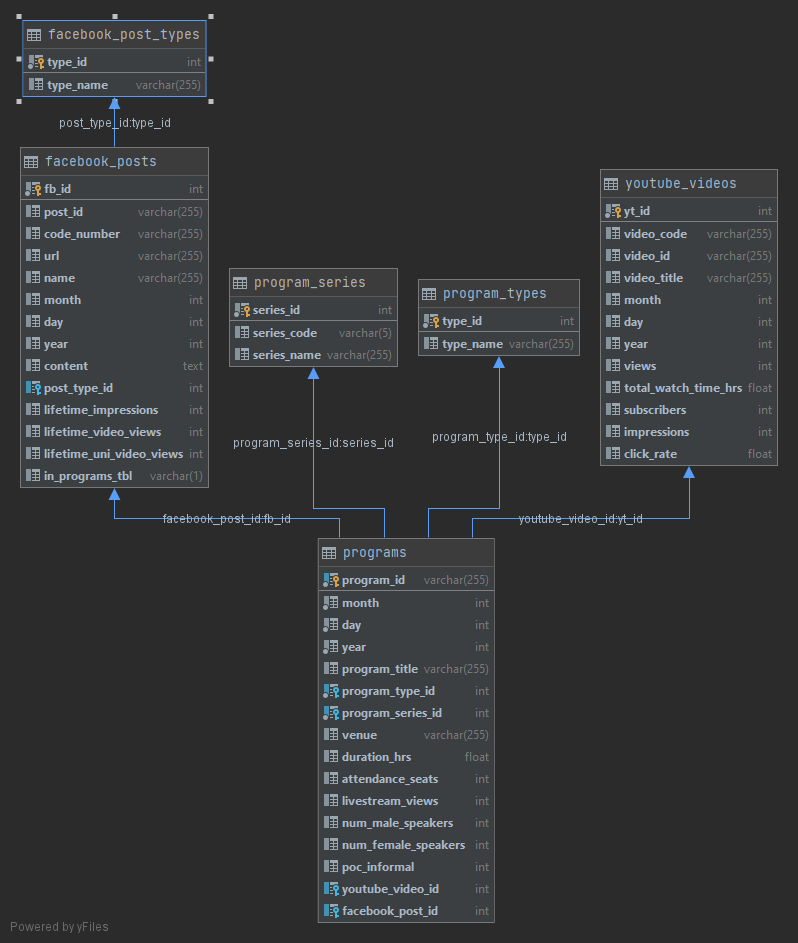 facebook_post_types
type_id int
type_name varchar(255)
post_type_id:type_id
facebook_posts
fb_id int
post_id varchar(255)
code_number varchar(255)
url varchar(255)
name varchar(255)
month int
day int
year int
content text
post_type_id int
lifetime_impressions int
lifetime_video_views int
lifetime_uni_video_views int
in_programs_tbl varchar(1)
program_series
series_id int
series_code varchar(5)
series_name varchar(255)
program_types
type_id int
type_name varchar(255)
youtube_videos
yt_id int
video_code varchar(255)
video_id varchar(255)
video_title varchar(255)
month int
day int
year int
views int
total_watch_time_hrs float
subscribers int
impressions int
click_rate float
program_series_id:series_id
program_type_id:type_id
facebook_post_id:fb_id
youtube_video_id:yt_id
programs
program_id varchar(255)
month int
day int
year int
program_title varchar(255)
program_type_id int
program_series_id int
venue varchar(255)
duration_hrs float
attendance_seats int
livestream_views int
num_male_speakers int
num_female_speakers int
poc_informal int
youtube_video_id int
facebook_post_id int
Powered by yFiles